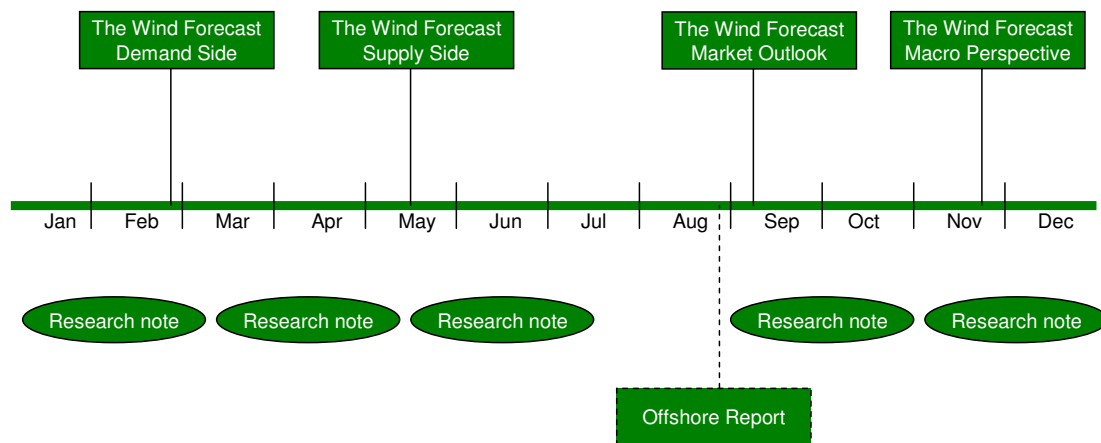 The Wind Forecast
Demand Side
The Wind Forecast
Supply Side
The Wind Forecast
Market Outlook
The Wind Forecast
Macro Perspective
Jan
Feb
Mar
Apr
May
Jun
Jul
Aug
Sep
Oct
Nov
Dec
Research note
Research note
Research note
Research note
Research note
Offshore Report